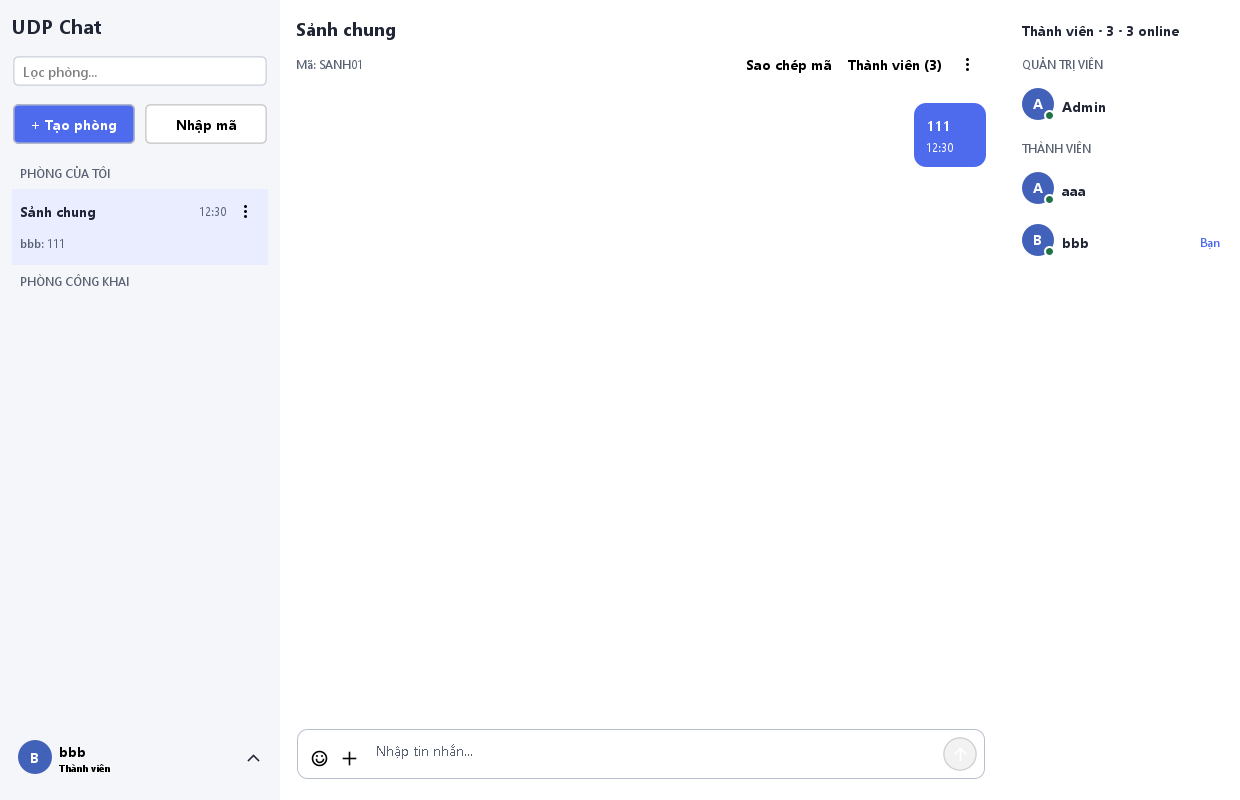 UDP Chat
Lọc phòng...
+ Tạo phòng
Nhập mã
PHÒNG CỦA TÔI
Sảnh chung
12:30
bbb: 111
PHÒNG CÔNG KHAI
B
bbb
Thành viên
Sảnh chung
Mã: SANH01
Sao chép mã
Thành viên (3)
111
12:30
Nhập tin nhắn...
Thành viên - 3 - 3 online
QUẢN TRỊ VIÊN
A
Admin
THÀNH VIÊN
A
aaa
B
bbb
Bạn